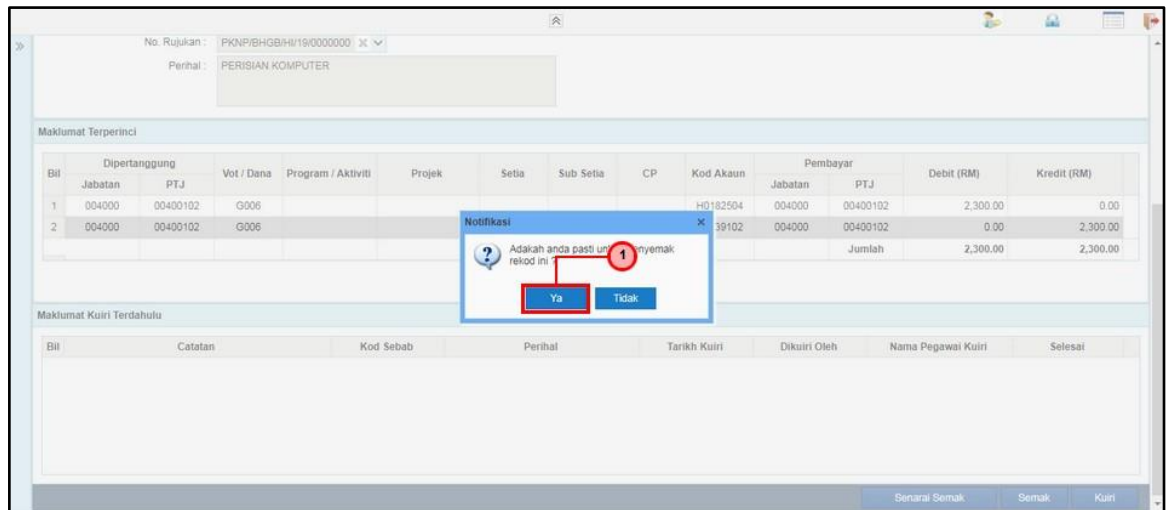 No. Rujukan : PKNP/BHGB/HI/19/0000000
Perihal : PERISIAN KOMPUTER
Maklumat Terperinci
Bil Dipertanggung Vot / Dana Program / Aktiviti Projek Setia Sub Setia CP Kod Akaun Pembayar Debit (RM) Kredit (RM)
Jabatan PTJ Jabatan PTJ
1 004000 00400102 G006 H0182504 004000 00400102 2,300.00 0.00
2 004000 00400102 G006 39102 004000 00400102 0.00 2,300.00
Jumlah 2,300.00 2,300.00
Notifikasi
Adakah anda pasti enyemak
rekod ini ?
1
Ya Tidak
Maklumat Kuiri Terdahulu
Bil Catatan Kod Sebab Perihal Tarikh Kuiri Dikuiri Oleh Nama Pegawai Kuiri Selesai
Senarai Semak Semak Kuiri